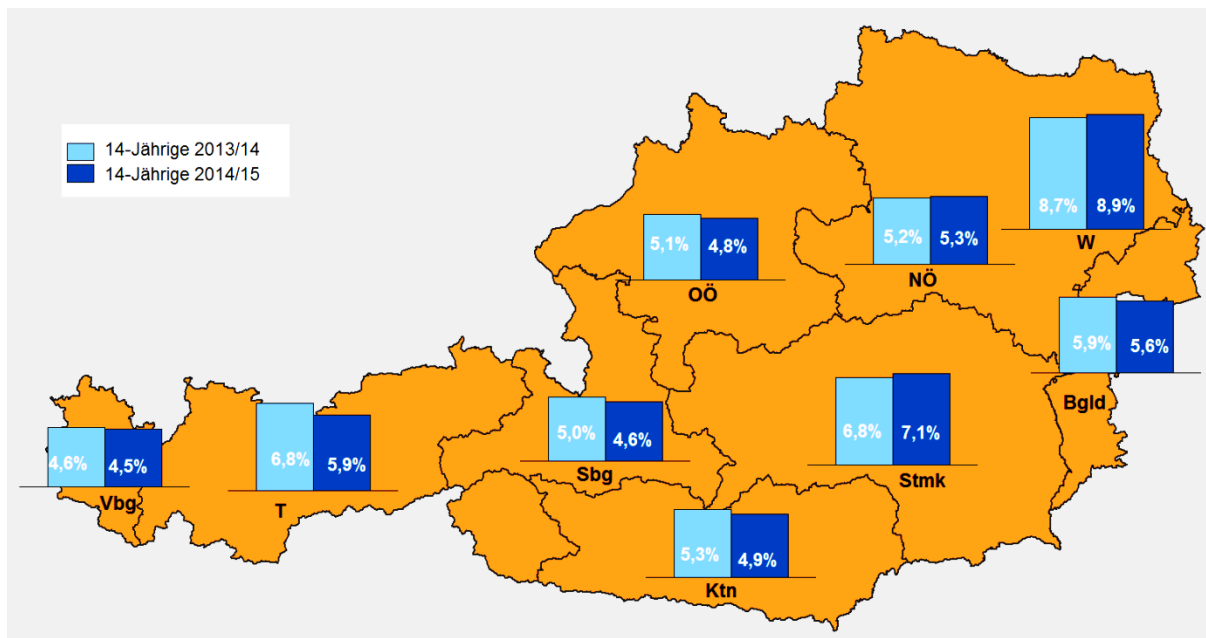 14-Jährige 2013/14
14-Jährige 2014/15
8,7% 8,9%
W
5,2% 5,3%
NÖ
5,1% 4,8%
OÖ
5,9% 5,6%
Bgld
6,8% 7,1%
Stmk
5,0% 4,6%
Sbg
6,8% 5,9%
T
4,6% 4,5%
Vbg
5,3% 4,9%
Ktn